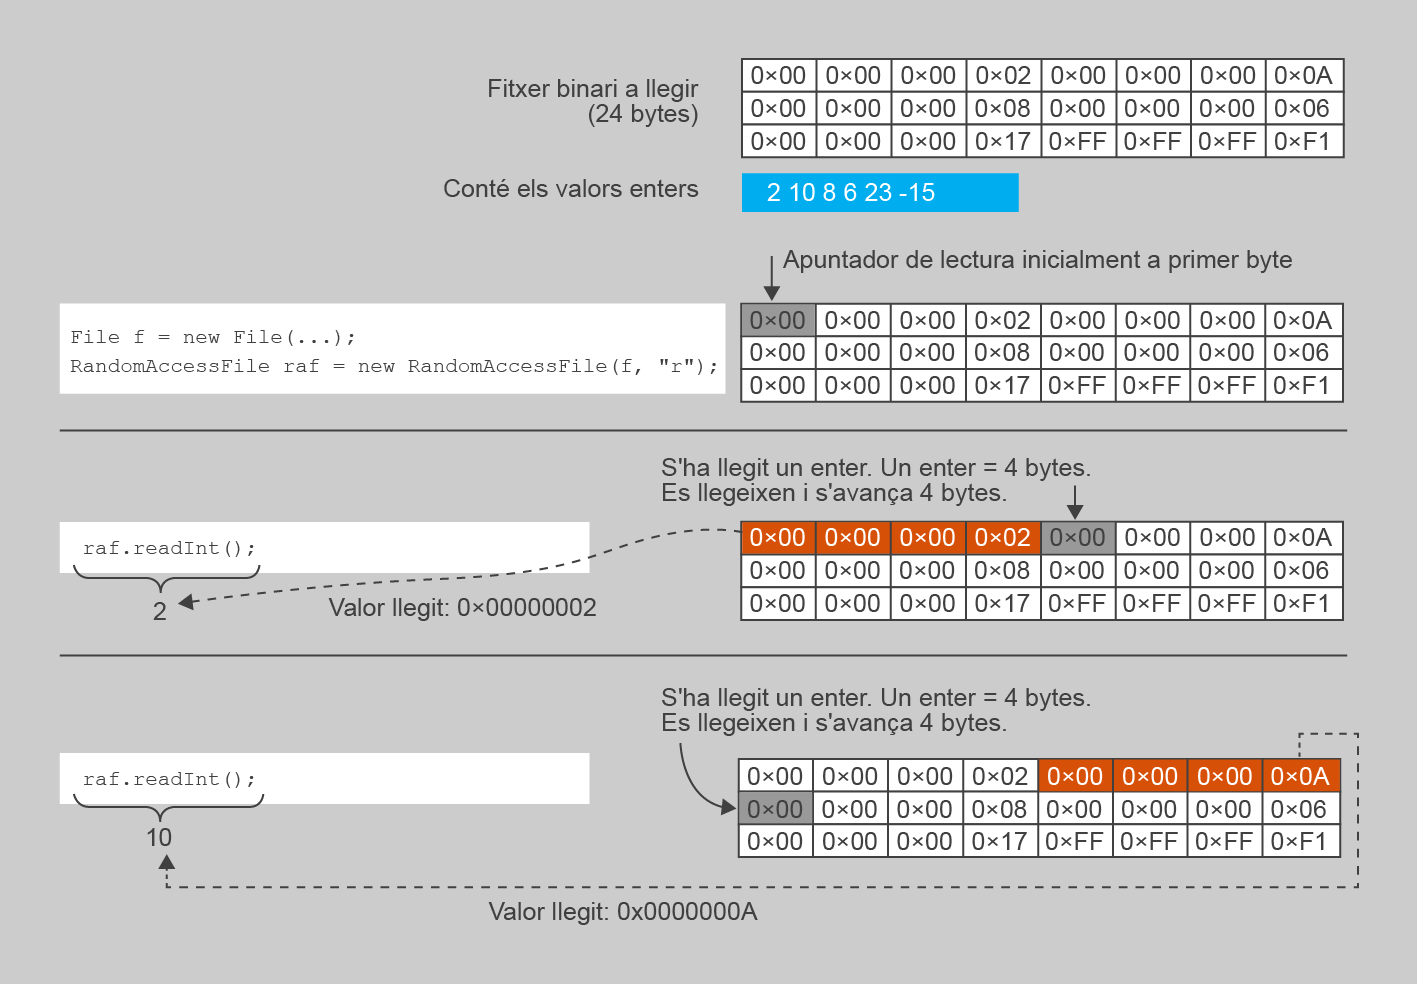 Fitxer binari a llegir
(24 bytes)
0×00 0×00 0×00 0×02 0×00 0×00 0×00 0×0A
0×00 0×00 0×00 0×08 0×00 0×00 0×00 0×06
0×00 0×00 0×00 0×17 0×FF 0×FF 0×FF 0×F1
Conté els valors enters
2 10 8 6 23 -15
Apuntador de lectura inicialment a primer byte
File f = new File(...);
RandomAccessFile raf = new RandomAccessFile(f, "r");
0×00 0×00 0×00 0×02 0×00 0×00 0×00 0×0A
0×00 0×00 0×00 0×08 0×00 0×00 0×00 0×06
0×00 0×00 0×00 0×17 0×FF 0×FF 0×FF 0×F1
S'ha llegit un enter. Un enter = 4 bytes.
Es llegeixen i s'avança 4 bytes.
raf.readInt();
2
Valor llegit: 0×00000002
0×00 0×00 0×00 0×02 0×00 0×00 0×00 0×0A
0×00 0×00 0×00 0×08 0×00 0×00 0×00 0×06
0×00 0×00 0×00 0×17 0×FF 0×FF 0×FF 0×F1
S'ha llegit un enter. Un enter = 4 bytes.
Es llegeixen i s'avança 4 bytes.
raf.readInt();
10
0×00 0×00 0×00 0×02 0×00 0×00 0×00 0×0A
0×00 0×00 0×00 0×08 0×00 0×00 0×00 0×06
0×00 0×00 0×00 0×17 0×FF 0×FF 0×FF 0×F1
Valor llegit: 0x0000000A